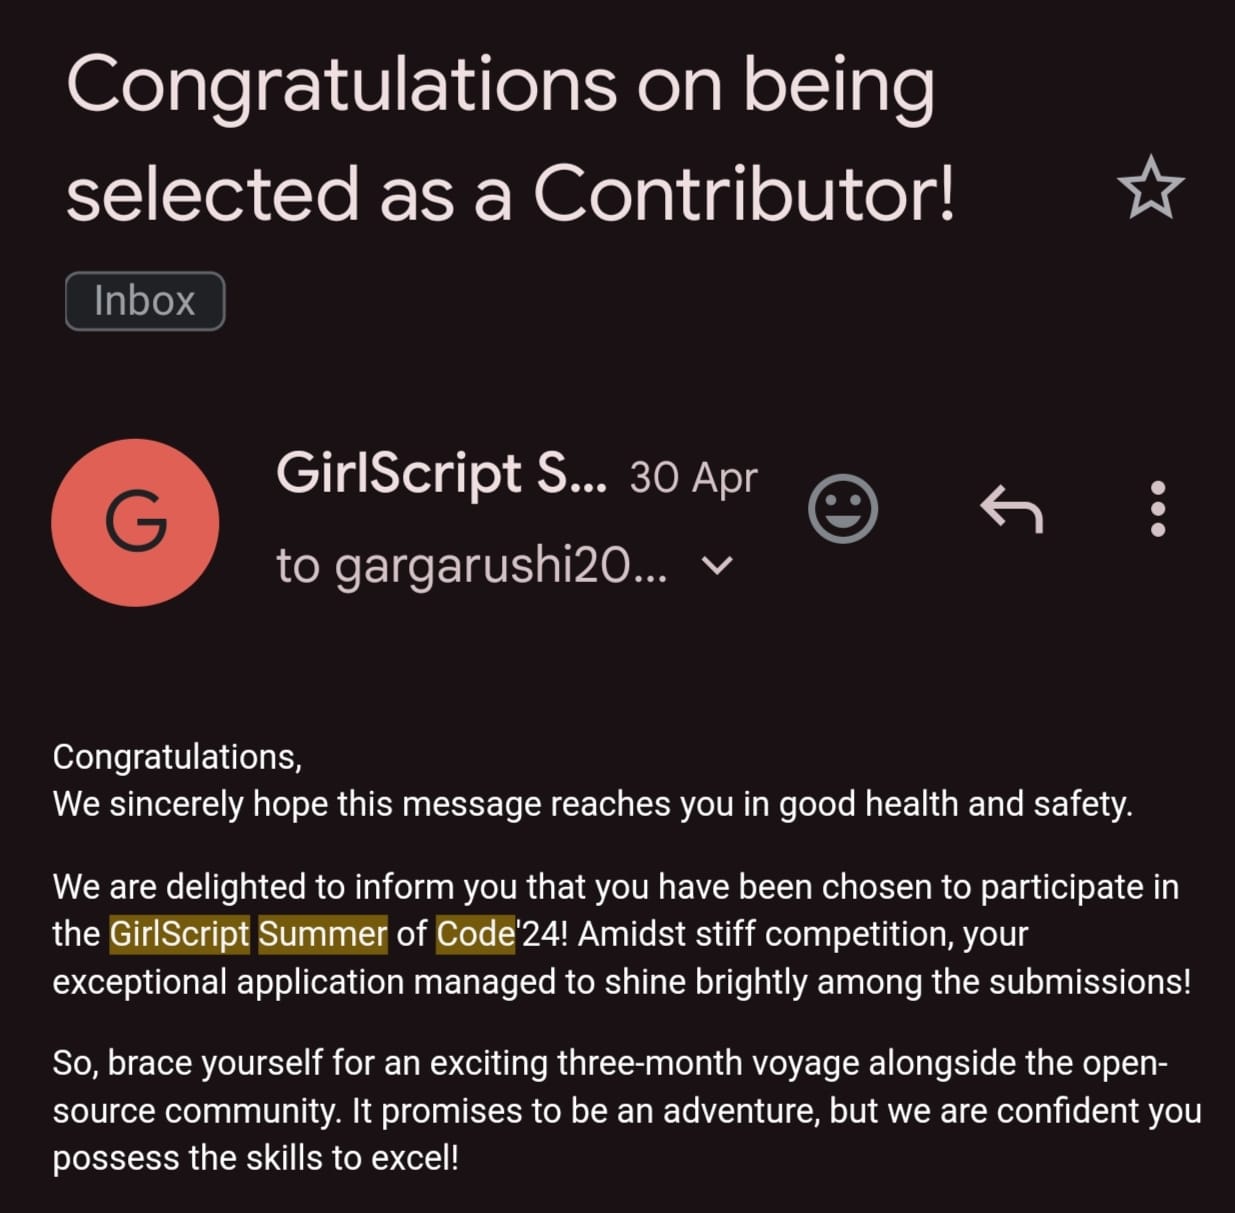 Congratulations on being
selected as a Contributor!
Inbox
G
GirlScript S... 30 Apr
to gargarushi20...
Congratulations,
We sincerely hope this message reaches you in good health and safety.
We are delighted to inform you that you have been chosen to participate in
the GirlScript Summer of Code'24! Amidst stiff competition, your
exceptional application managed to shine brightly among the submissions!
So, brace yourself for an exciting three-month voyage alongside the open-
source community. It promises to be an adventure, but we are confident you
possess the skills to excel!